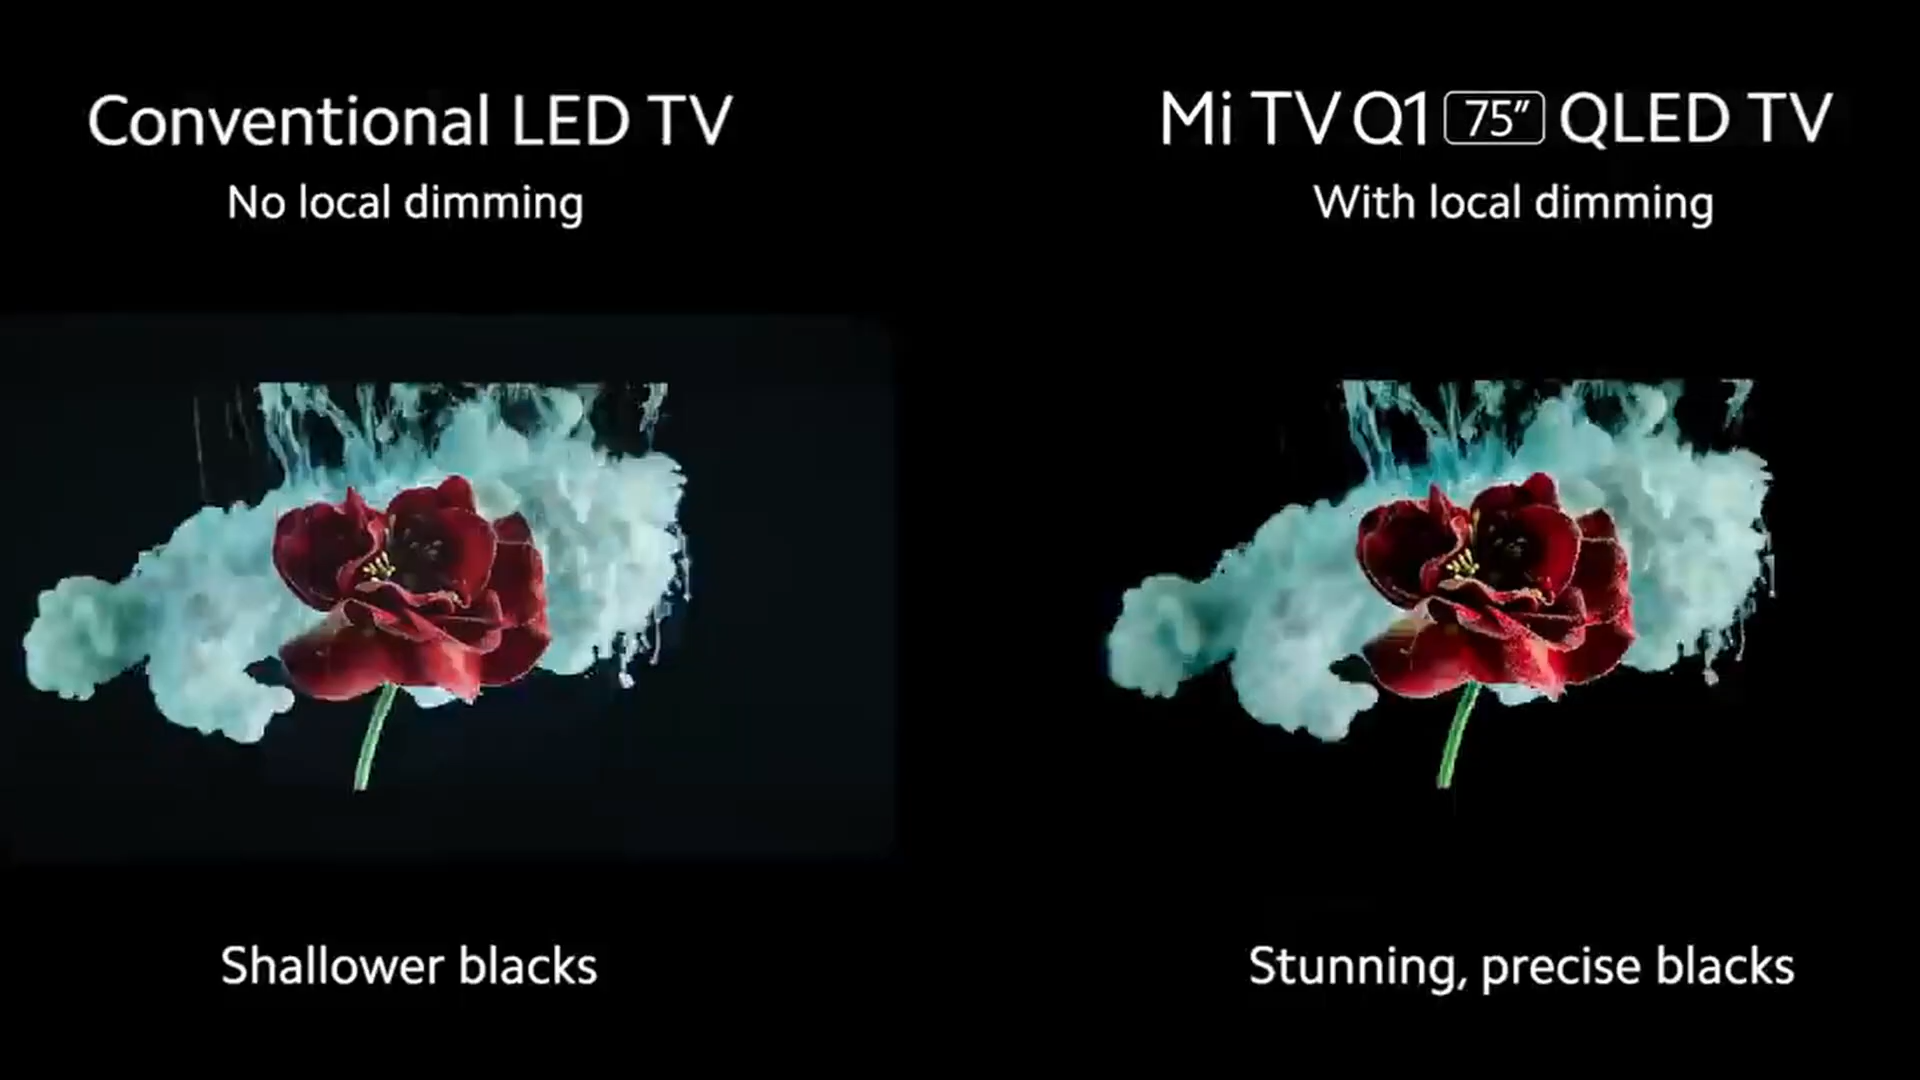 Conventional LED TV
No local dimming
Shallower blacks
Mi TV Q1 75" QLED TV
With local dimming
Stunning, precise blacks